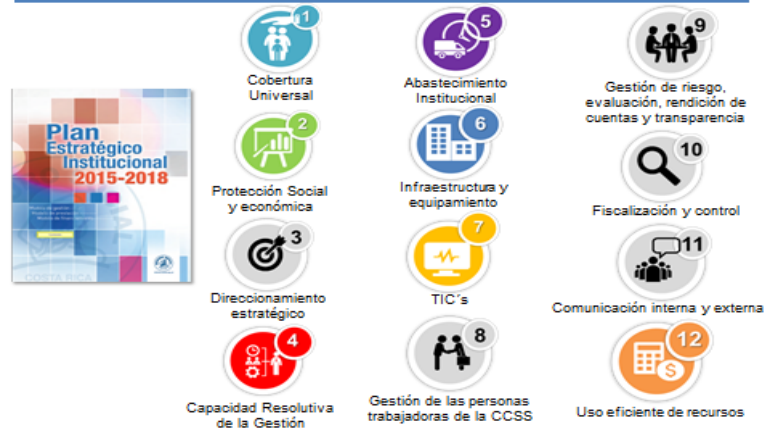 Plan
Estratégico
Institucional
2015-2018
COSTA RICA
1
Cobertura
Universal
2
Protección Social
y económica
3
Direccionamiento
estratégico
4
Capacidad Resolutiva
de la Gestión
5
Abastecimiento
Institucional
6
Infraestructura y
equipamiento
7
TIC´s
8
Gestión de las personas
trabajadoras de la CCSS
9
Gestión de riesgo,
evaluación, rendición de
cuentas y transparencia
10
Fiscalización y control
11
Comunicación interna y externa
12
Uso eficiente de recursos